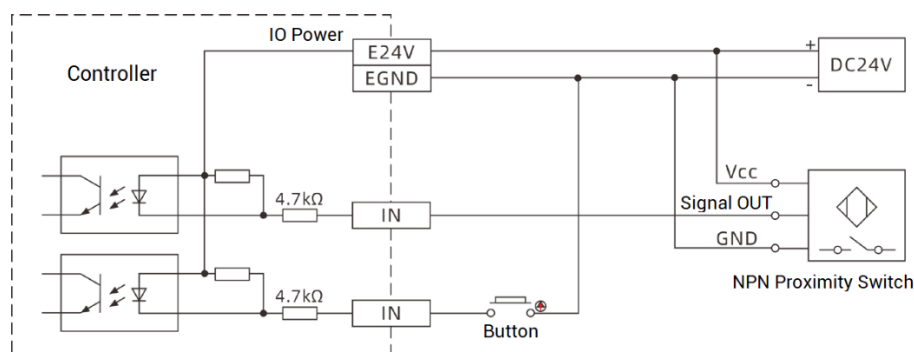 IO Power
E24V
EGND
+
-
DC24V
Controller
Vcc
4.7kΩ
IN
Signal OUT
GND
NPN Proximity Switch
4.7kΩ
IN
Button